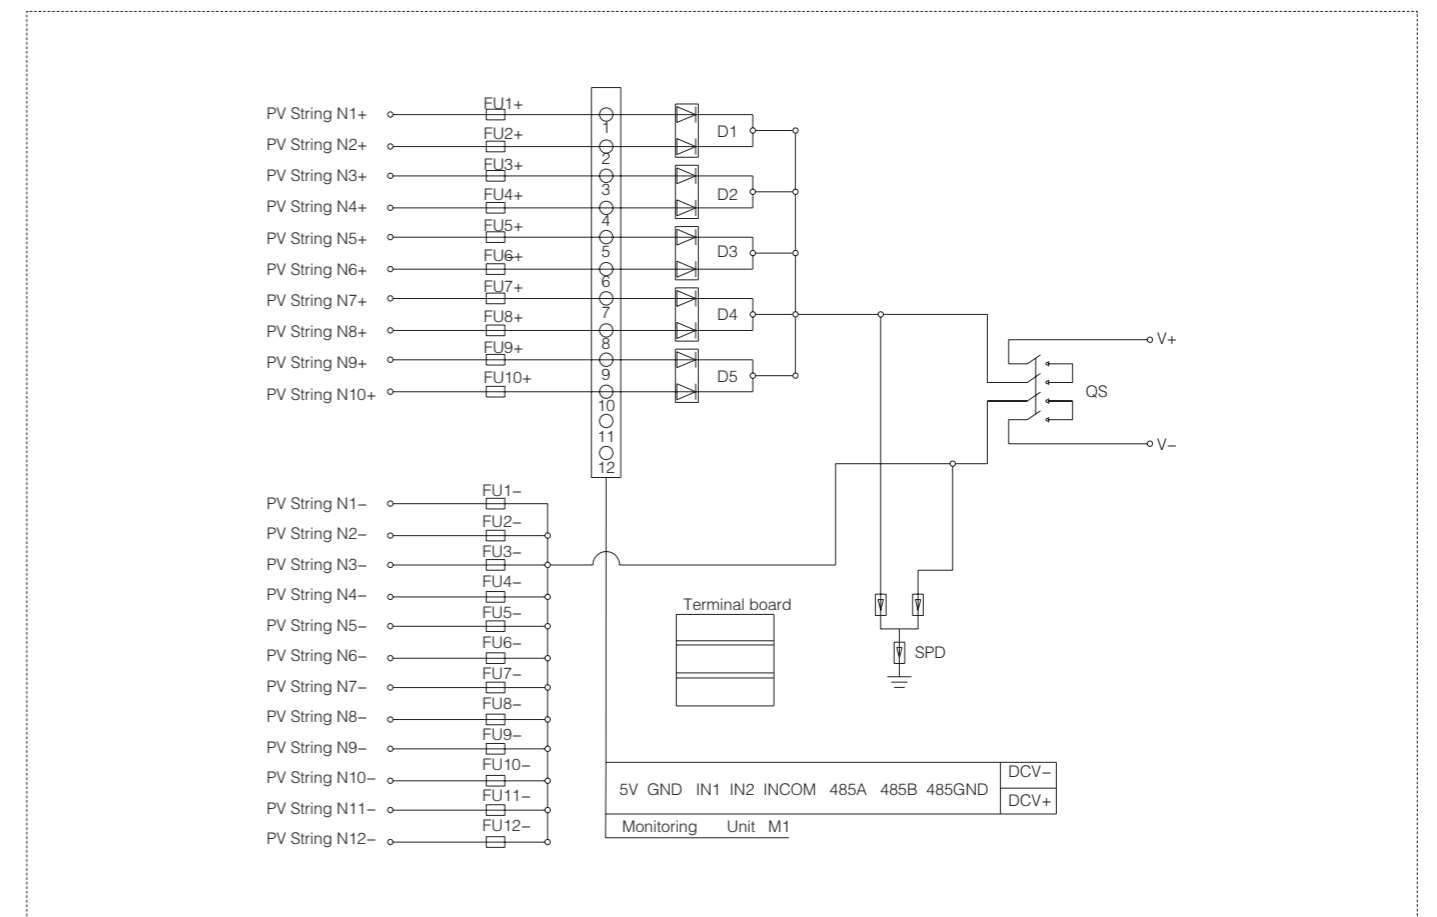 PV String N1+ FU1+
1
PV String N2+ FU2+ D1
2
PV String N3+ FU3+
3
PV String N4+ FU4+ D2
4
PV String N5+ FU5+
5
PV String N6+ FU6+ D3
6
PV String N7+ FU7+
7
PV String N8+ FU8+ D4
8
PV String N9+ FU9+
9
PV String N10+ FU10+ D5
10
11
12
V+
QS
V−
PV String N1− FU1−
PV String N2− FU2−
PV String N3− FU3−
PV String N4− FU4−
PV String N5− FU5−
PV String N6− FU6−
PV String N7− FU7−
PV String N8− FU8−
PV String N9− FU9−
PV String N10− FU10−
PV String N11− FU11−
PV String N12− FU12−
Terminal board
SPD
5V GND IN1 IN2 INCOM 485A 485B 485GND
DCV−
DCV+
Monitoring Unit M1